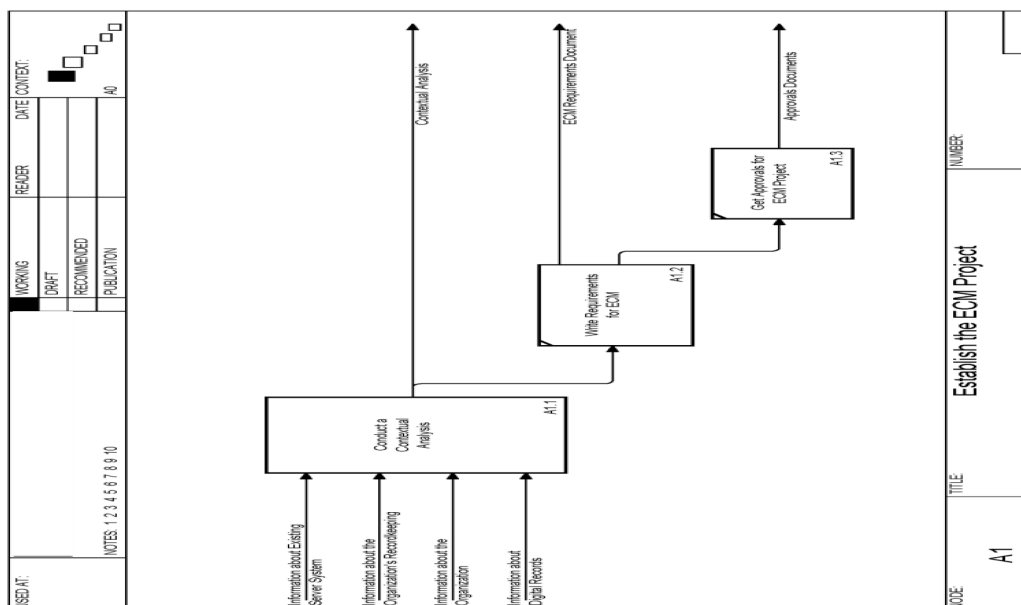 USED AT:
NOTES: 1 2 3 4 5 6 7 8 9 10
WORKING
DRAFT
RECOMMENDED
PUBLICATION
READER
DATE
CONTEXT:
A0
Information about Existing
Server System
Information about the
Organization's Recordkeeping
Information about the
Organization
Information about
Digital Records
Conduct a
Contextual
Analysis
A1.1
Contextual Analysis
Write Requirements
for ECM
A1.2
ECM Requirements Document
Get Approvals for
ECM Project
A1.3
Approvals Documents
NODE:
A1
TITLE:
Establish the ECM Project
NUMBER: